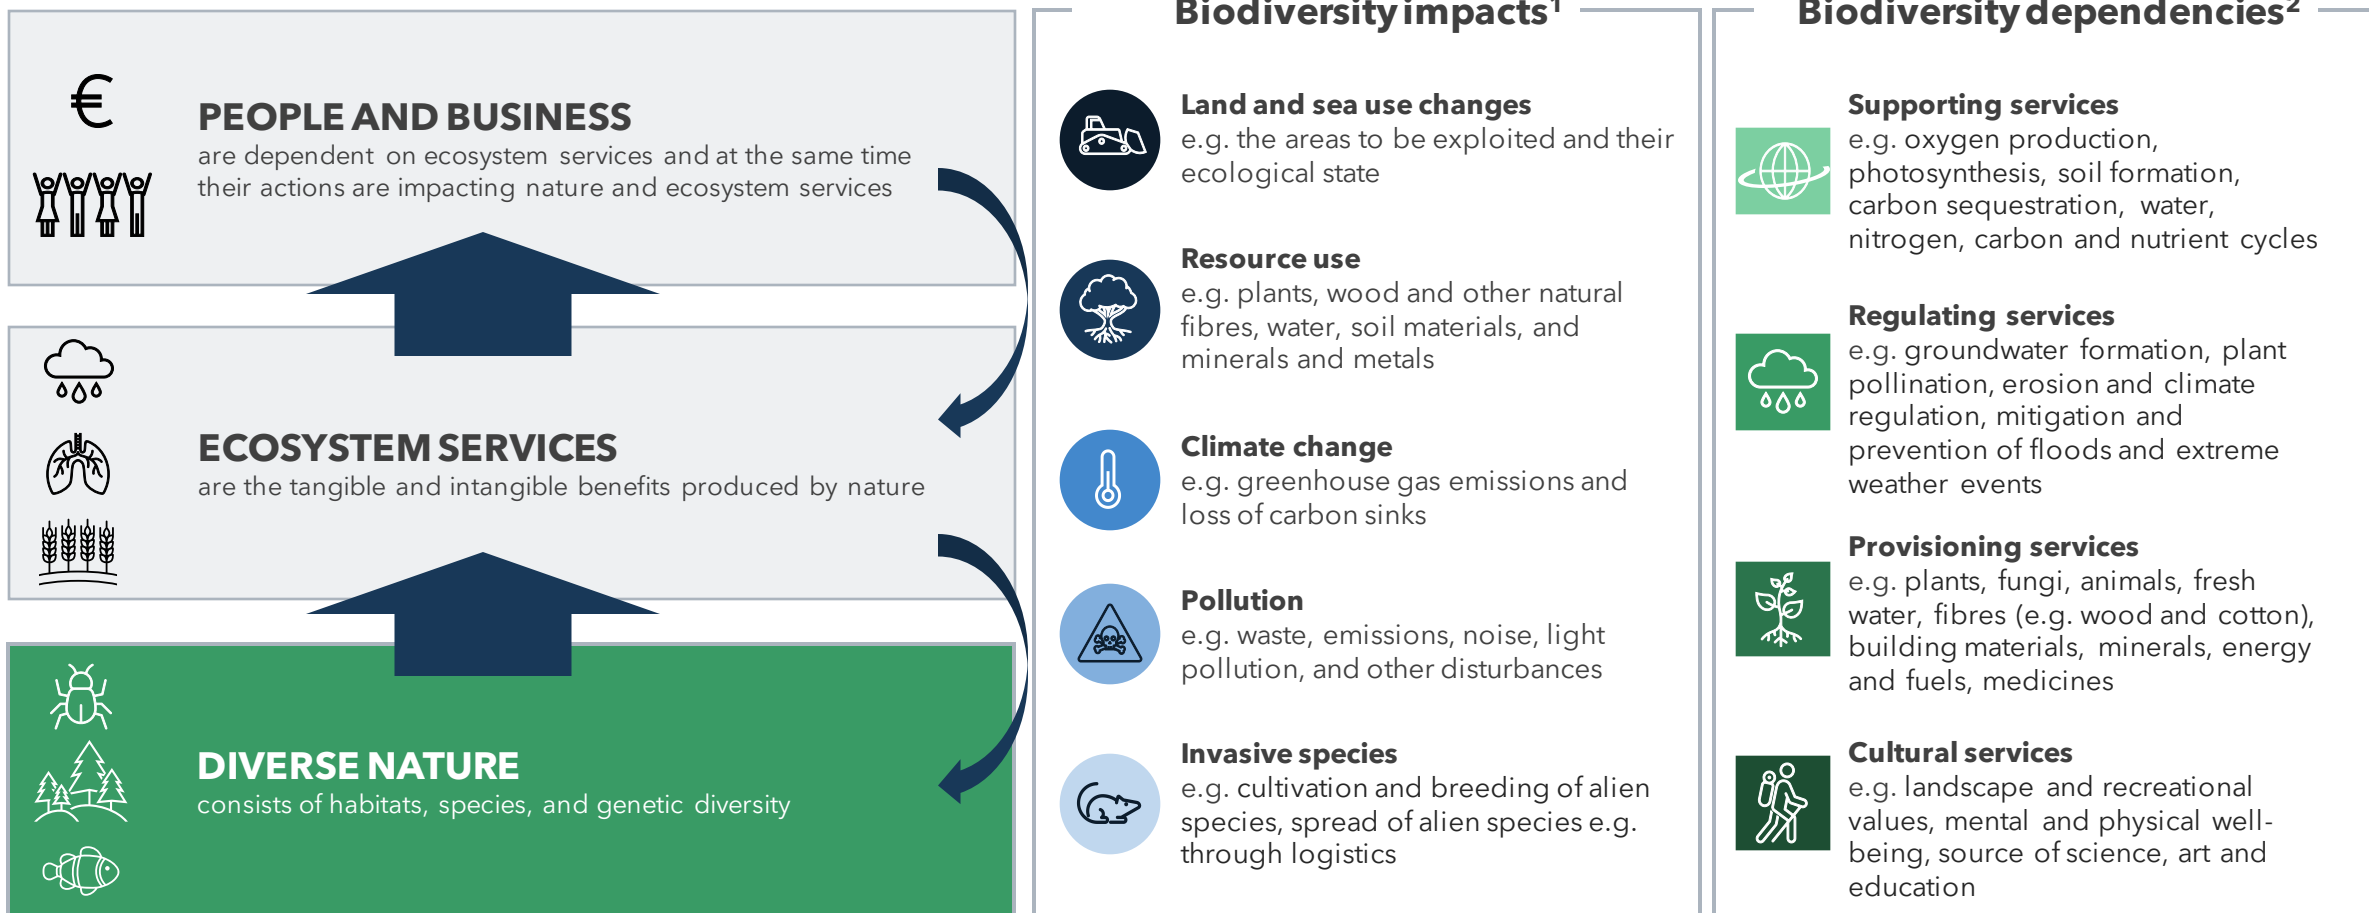 €
PEOPLE AND BUSINESS
are dependent on ecosystem services and at the same time
their actions are impacting nature and ecosystem services
ECOSYSTEM SERVICES
are the tangible and intangible benefits produced by nature
DIVERSE NATURE
consists of habitats, species, and genetic diversity
Biodiversity impacts¹
Land and sea use changes
e.g. the areas to be exploited and their
ecological state
Resource use
e.g. plants, wood and other natural
fibres, water, soil materials, and
minerals and metals
Climate change
e.g. greenhouse gas emissions and
loss of carbon sinks
Pollution
e.g. waste, emissions, noise, light
pollution, and other disturbances
Invasive species
e.g. cultivation and breeding of alien
species, spread of alien species e.g.
through logistics
Biodiversity dependencies²
Supporting services
e.g. oxygen production,
photosynthesis, soil formation,
carbon sequestration, water,
nitrogen, carbon and nutrient cycles
Regulating services
e.g. groundwater formation, plant
pollination, erosion and climate
regulation, mitigation and
prevention of floods and extreme
weather events
Provisioning services
e.g. plants, fungi, animals, fresh
water, fibres (e.g. wood and cotton),
building materials, minerals, energy
and fuels, medicines
Cultural services
e.g. landscape and recreational
values, mental and physical well-
being, source of science, art and
education